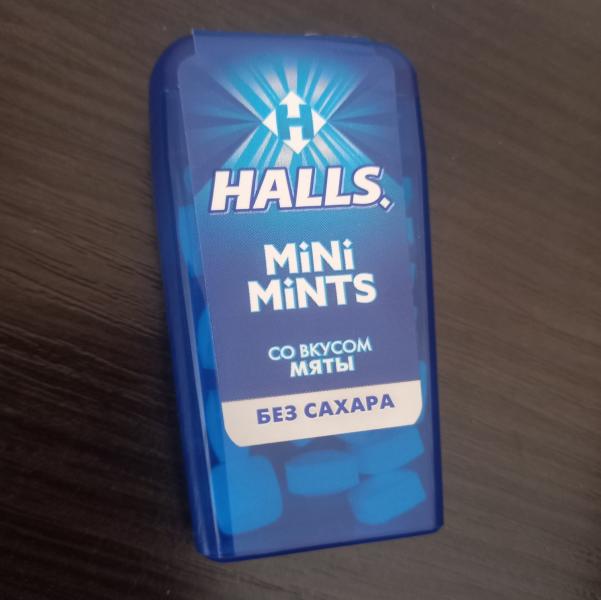 H
HALLS.
MiNi
MiNTS
СО ВКУСОМ
МЯТЫ
БЕЗ САХАРА